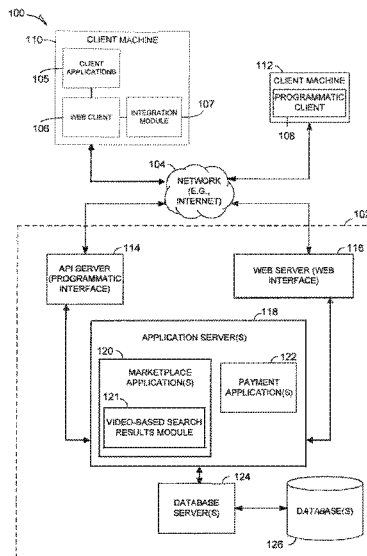 100
110
CLIENT MACHINE
CLIENT
APPLICATIONS
105
WEB CLIENT
106
INTEGRATION
MODULE
107
112
CLIENT MACHINE
PROGRAMMATIC
CLIENT
108
104
NETWORK
(E.G.,
INTERNET)
102
114
API SERVER
(PROGRAMMATIC
INTERFACE)
116
WEB SERVER (WEB
INTERFACE)
118
APPLICATION SERVER(S)
120
MARKETPLACE
APPLICATION(S)
121
VIDEO-BASED SEARCH
RESULTS MODULE
122
PAYMENT
APPLICATION(S)
124
DATABASE
SERVER(S)
DATABASE(S)
126